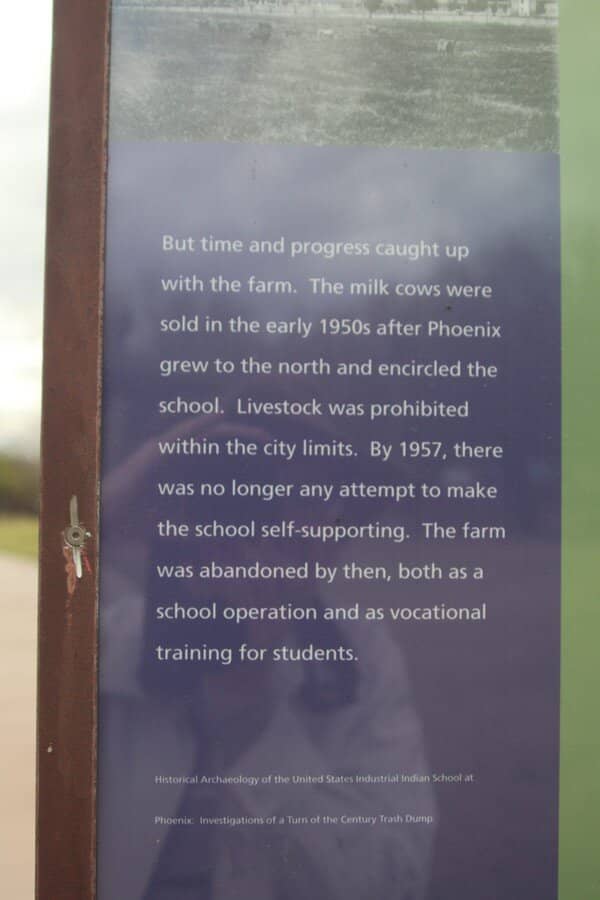 But time and progress caught up
with the farm. The milk cows were
sold in the early 1950s after Phoenix
grew to the north and encircled the
school. Livestock was prohibited
within the city limits. By 1957, there
was no longer any attempt to make
the school self-supporting. The farm
was abandoned by then, both as a
school operation and as vocational
training for students.
Historical Archaeology of the United States Industrial Indian School at
Phoenix: Investigations of a Turn of the Century Trash Dump.